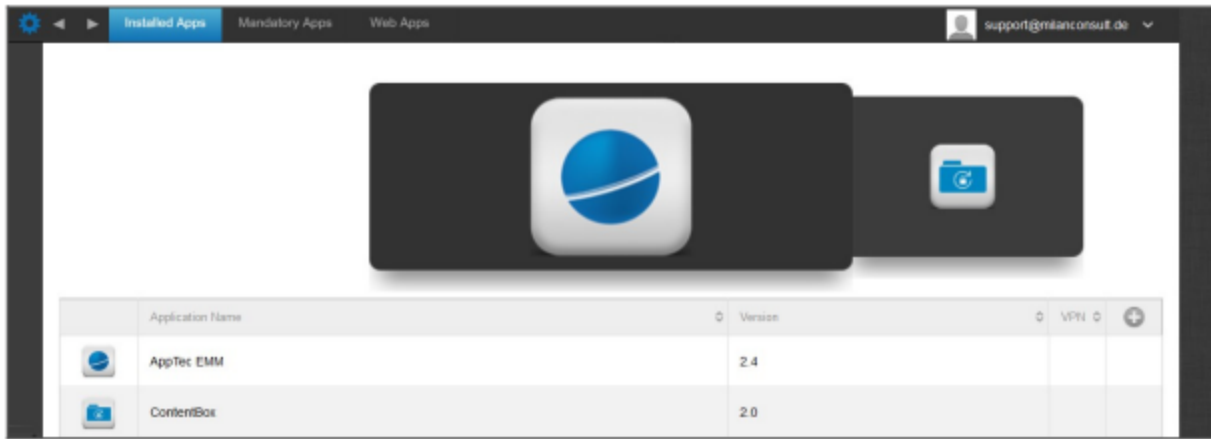 Installed Apps Mandatory Apps Web Apps support@milanconsult.de
Application Name Version VPN
AppTec EMM 2.4
ContentBox 2.0